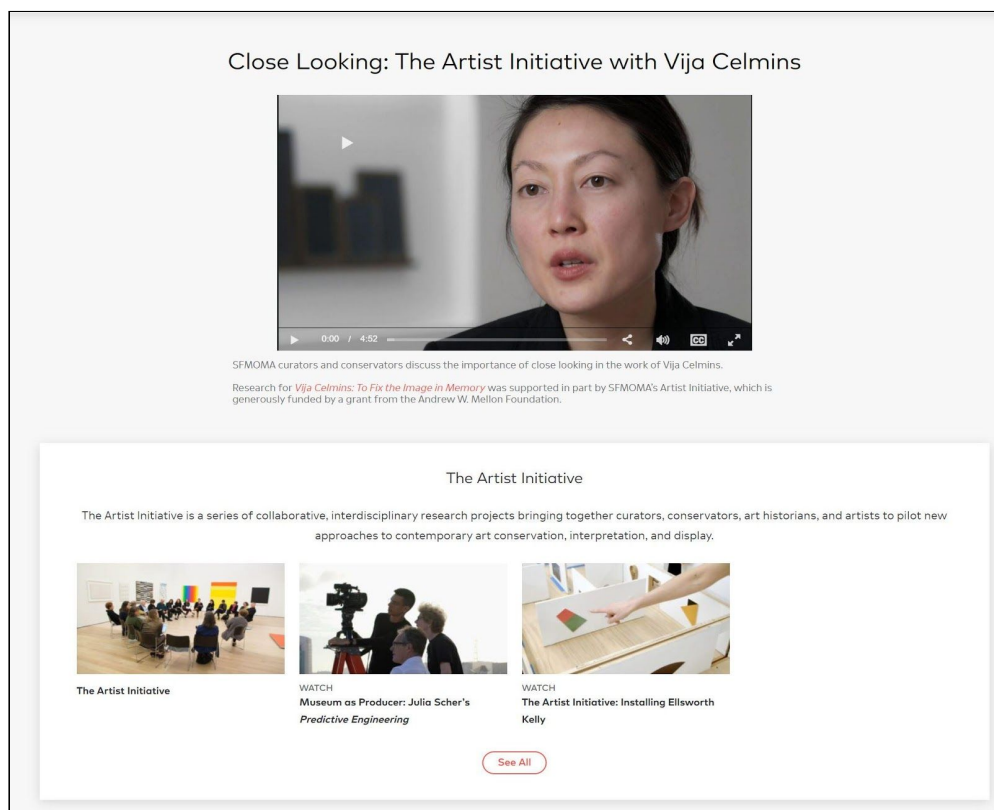 Close Looking: The Artist Initiative with Vija Celmins
0:00 / 4:52
CC
SFMOMA curators and conservators discuss the importance of close looking in the work of Vija Celmins.
Research for Vija Celmins: To Fix the Image in Memory was supported in part by SFMOMA's Artist Initiative, which is
generously funded by a grant from the Andrew W. Mellon Foundation.
The Artist Initiative
The Artist Initiative is a series of collaborative, interdisciplinary research projects bringing together curators, conservators, art historians, and artists to pilot new
approaches to contemporary art conservation, interpretation, and display.
The Artist Initiative
WATCH
Museum as Producer: Julia Scher's
Predictive Engineering
WATCH
The Artist Initiative: Installing Ellsworth
Kelly
See All